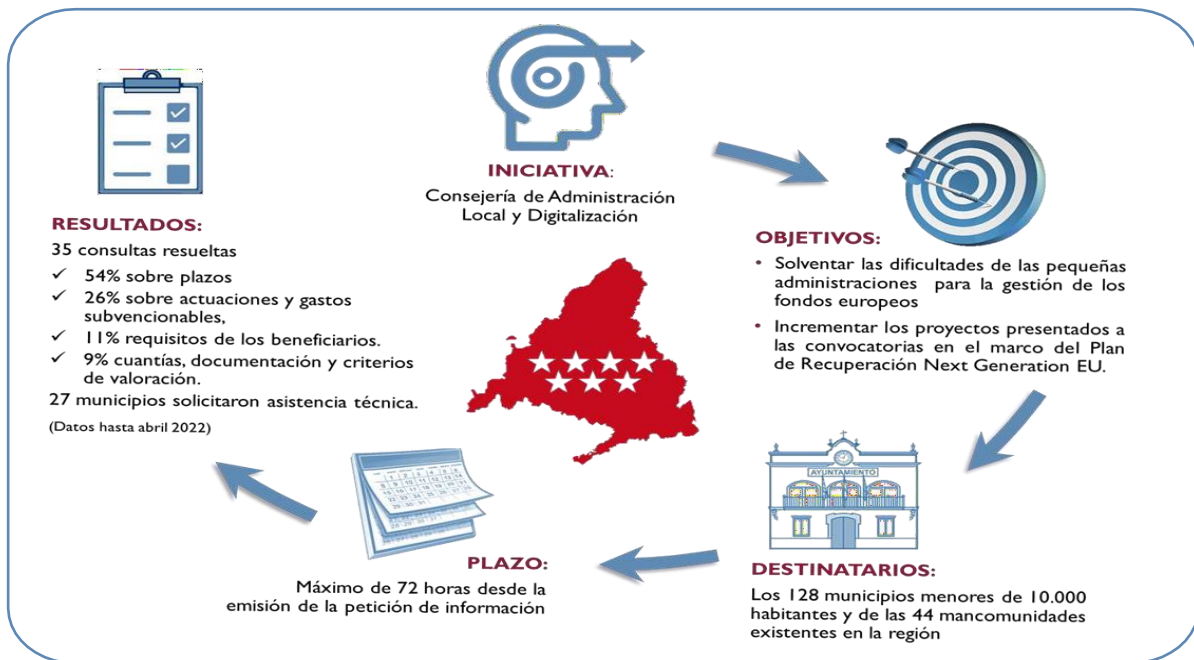 INICIATIVA:
Consejería de Administración
Local y Digitalización
OBJETIVOS:
• Solventar las dificultades de las pequeñas
administraciones para la gestión de los
fondos europeos
• Incrementar los proyectos presentados a
las convocatorias en el marco del Plan
de Recuperación Next Generation EU.
AYUNTAMIENTO
DESTINATARIOS:
Los 128 municipios menores de 10.000
habitantes y de las 44 mancomunidades
existentes en la región
PLAZO:
Máximo de 72 horas desde la
emisión de la petición de información
RESULTADOS:
35 consultas resueltas
✓ 54% sobre plazos
✓ 26% sobre actuaciones y gastos
subvencionables,
✓ 11% requisitos de los beneficiarios.
✓ 9% cuantías, documentación y criterios
de valoración.
27 municipios solicitaron asistencia técnica.
(Datos hasta abril 2022)